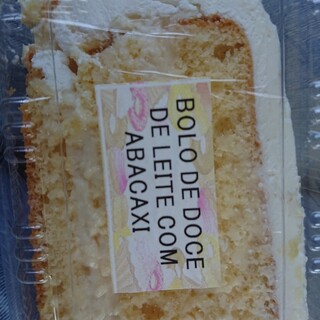 BOLO DE DOCE
DE LEITE COM
ABACAXI